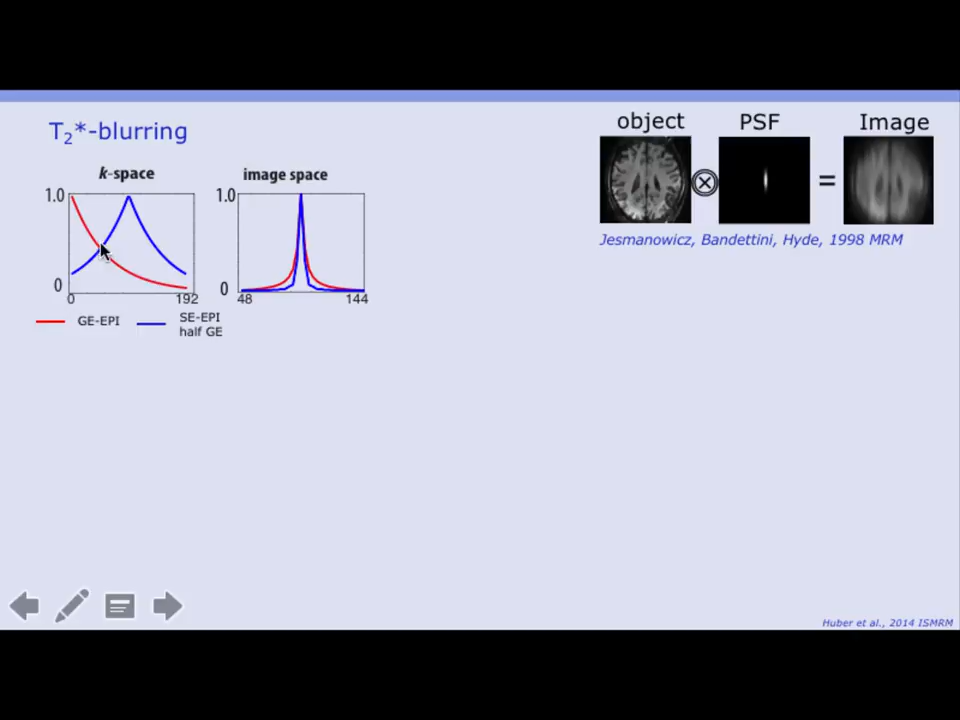 T2*-blurring
object PSF Image
k-space
image space
1.0
0
0 192
1.0
0
48 144
GE-EPI
SE-EPI
half GE
⊗ =
Jesmanowicz, Bandettini, Hyde, 1998 MRM
Huber et al., 2014 ISMRM